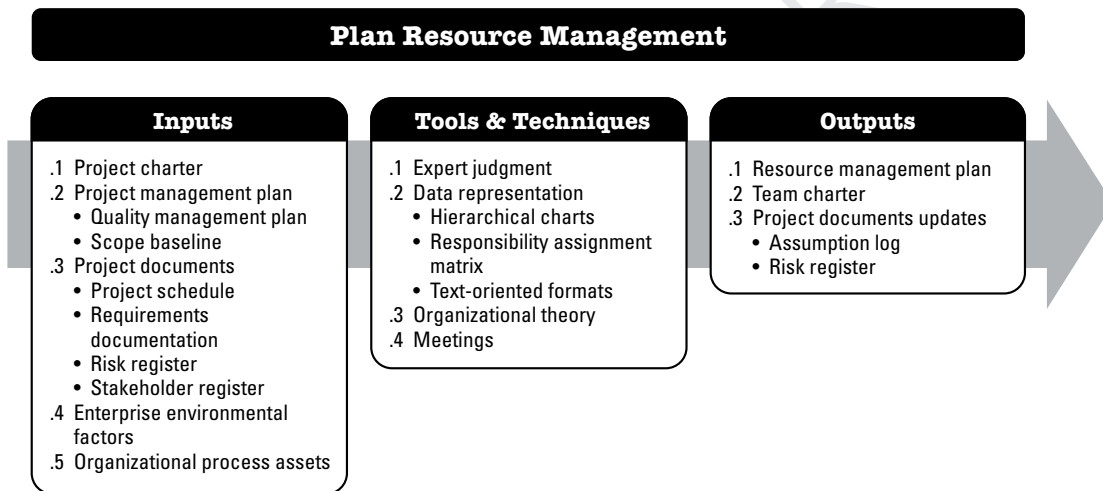 Plan Resource Management
Inputs
.1 Project charter
.2 Project management plan
• Quality management plan
• Scope baseline
.3 Project documents
• Project schedule
• Requirements
documentation
• Risk register
• Stakeholder register
.4 Enterprise environmental
factors
.5 Organizational process assets
Tools & Techniques
.1 Expert judgment
.2 Data representation
• Hierarchical charts
• Responsibility assignment
matrix
• Text-oriented formats
.3 Organizational theory
.4 Meetings
Outputs
.1 Resource management plan
.2 Team charter
.3 Project documents updates
• Assumption log
• Risk register